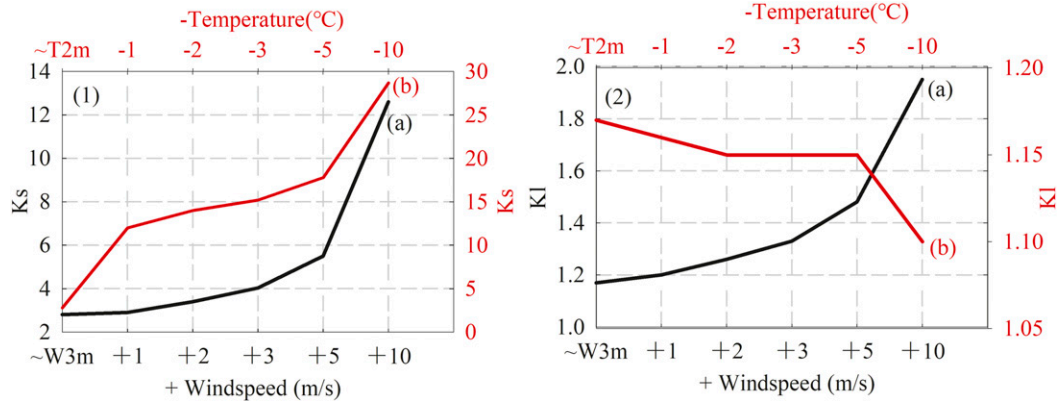 -Temperature(°C)
~T2m -1 -2 -3 -5 -10
14 30
(1) (b)
(a)
12 25
10 20
8 15
Ks Ks
6 10
4 5
2 0
~W3m +1 +2 +3 +5 +10
+ Windspeed (m/s)
-Temperature(°C)
~T2m -1 -2 -3 -5 -10
2.0 1.20
(2) (a)
1.8
1.6 1.15
Kl Kl
1.4
(b) 1.10
1.2
1.0 1.05
~W3m +1 +2 +3 +5 +10
+ Windspeed (m/s)